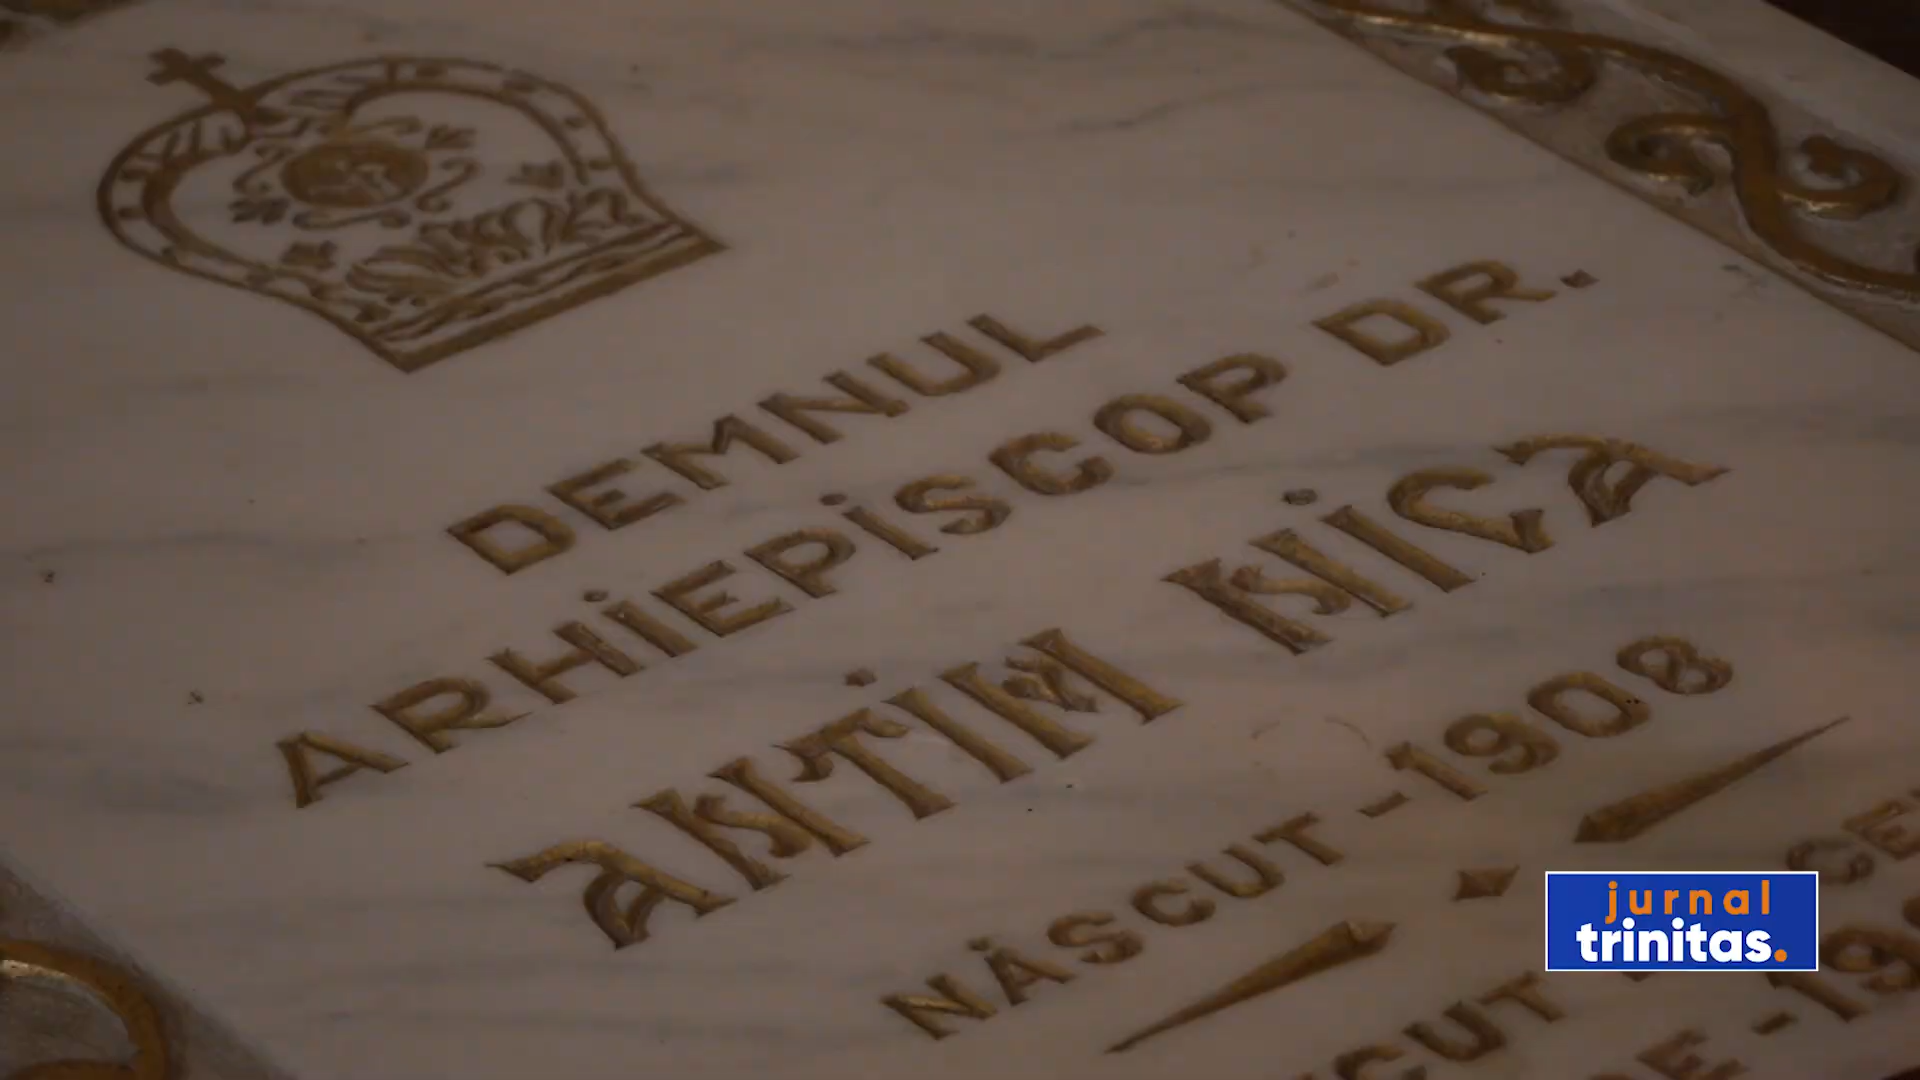 DEMNUL
ARHIEPISCOP DR.
ANTIM NICA
NĂSCUT -1908
jurnal
trinitas.